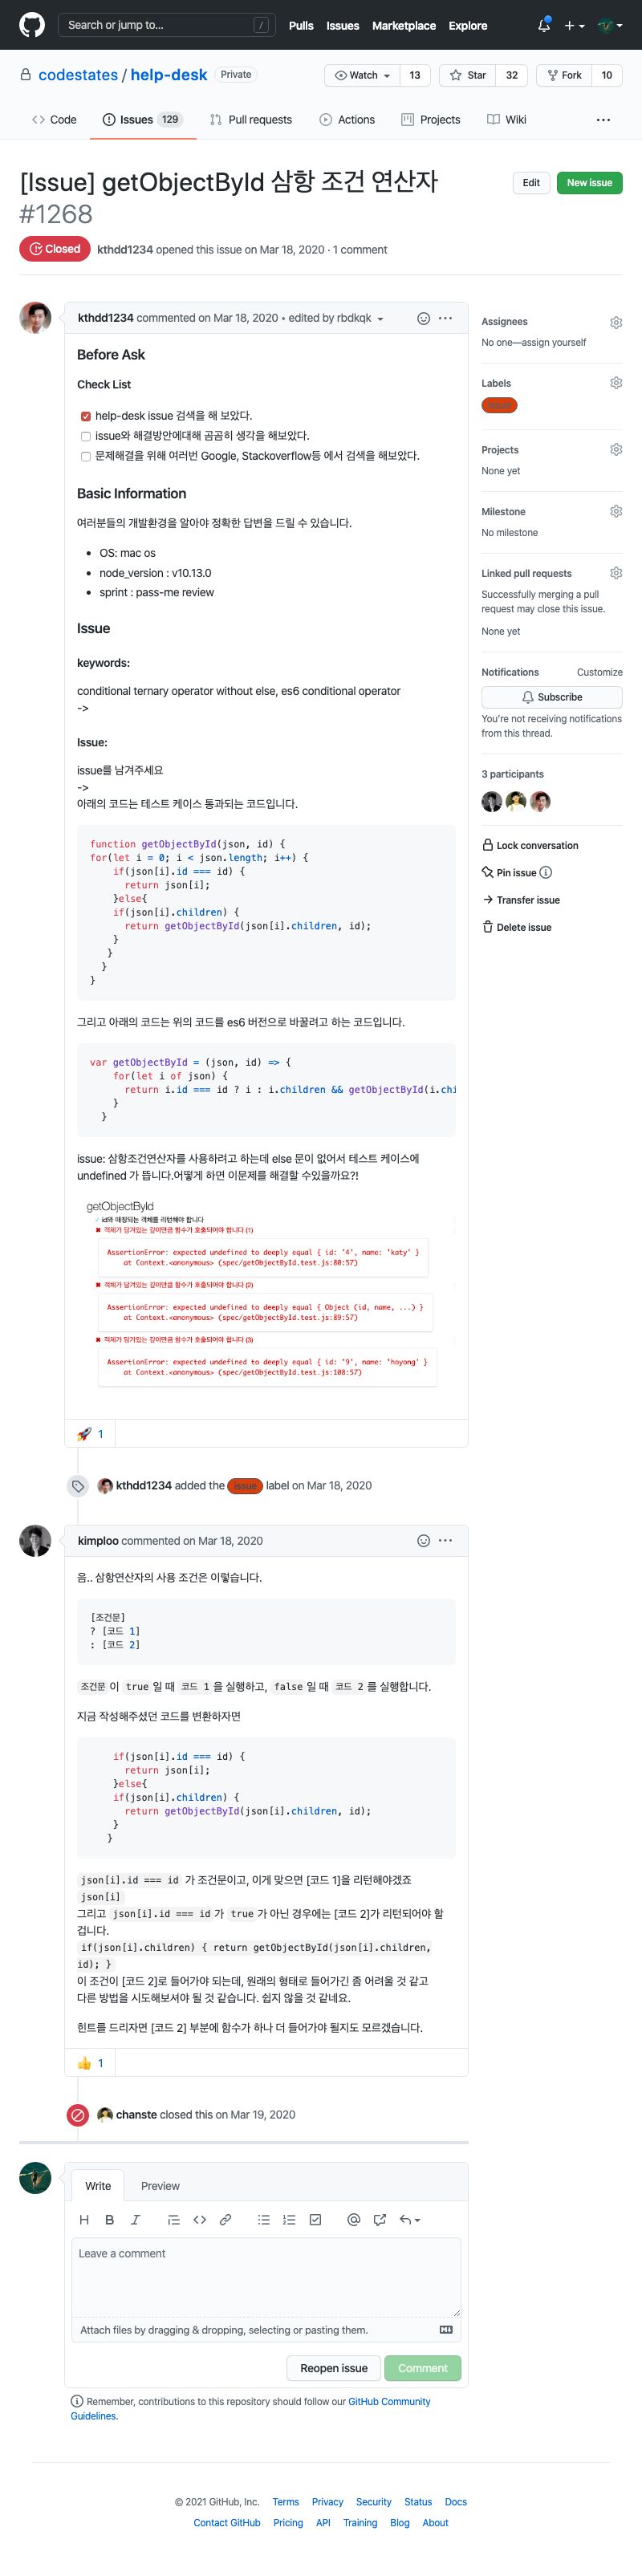 Search or jump to... /
Pulls Issues Marketplace Explore
codestates / help-desk Private
Watch 13 Star 32 Fork 10
Code Issues 129 Pull requests Actions Projects Wiki ...
[Issue] getObjectById 삼항 조건 연산자
#1268
Edit New issue
Closed kthdd1234 opened this issue on Mar 18, 2020 · 1 comment
kthdd1234 commented on Mar 18, 2020 • edited by rbdkqk
Before Ask
Check List
help-desk issue 검색을 해 보았다.
issue와 해결방안에대해 곰곰히 생각을 해보았다.
문제해결을 위해 여러번 Google, Stackoverflow등 에서 검색을 해보았다.
Basic Information
여러분들의 개발환경을 알아야 정확한 답변을 드릴 수 있습니다.
• OS: mac os
• node_version : v10.13.0
• sprint : pass-me review
Issue
keywords:
conditional ternary operator without else, es6 conditional operator
->
Issue:
issue를 남겨주세요
->
아래의 코드는 테스트 케이스 통과되는 코드입니다.
function getObjectById(json, id) {
for(let i = 0; i < json.length; i++) {
if(json[i].id === id) {
return json[i];
}else{
if(json[i].children) {
return getObjectById(json[i].children, id);
}
}
}
}
그리고 아래의 코드는 위의 코드를 es6 버전으로 바꿀려고 하는 코드입니다.
var getObjectById = (json, id) => {
for(let i of json) {
return i.id === id ? i : i.children && getObjectById(i.chi
}
}
issue: 삼항조건연산자를 사용하려고 하는데 else 문이 없어서 테스트 케이스에
undefined 가 뜹니다.어떻게 하면 이문제를 해결할 수있을까요?!
getObjectById
✓ id와 매칭되는 객체를 리턴해야 합니다
✖ 객체가 담겨있는 깊이만큼 함수가 호출되어야 합니다 (1)
AssertionError: expected undefined to deeply equal { id: '4', name: 'katy' }
at Context.<anonymous> (spec/getObjectById.test.js:80:57)
✖ 객체가 담겨있는 깊이만큼 함수가 호출되어야 합니다 (2)
AssertionError: expected undefined to deeply equal { Object (id, name, ...) }
at Context.<anonymous> (spec/getObjectById.test.js:89:57)
✖ 객체가 담겨있는 깊이만큼 함수가 호출되어야 합니다 (3)
AssertionError: expected undefined to deeply equal { id: '9', name: 'hoyong' }
at Context.<anonymous> (spec/getObjectById.test.js:108:57)
🚀 1
kthdd1234 added the issue label on Mar 18, 2020
kimploo commented on Mar 18, 2020
음.. 삼항연산자의 사용 조건은 이렇습니다.
[조건문]
? [코드 1]
: [코드 2]
조건문 이 true 일 때 코드 1 을 실행하고, false 일 때 코드 2 를 실행합니다.
지금 작성해주셨던 코드를 변환하자면
if(json[i].id === id) {
return json[i];
}else{
if(json[i].children) {
return getObjectById(json[i].children, id);
}
}
json[i].id === id 가 조건문이고, 이게 맞으면 [코드 1]을 리턴해야겠죠
json[i]
그리고 json[i].id === id 가 true 가 아닌 경우에는 [코드 2]가 리턴되어야 할
겁니다.
if(json[i].children) { return getObjectById(json[i].children,
id); }
이 조건이 [코드 2]로 들어가야 되는데, 원래의 형태로 들어가긴 좀 어려울 것 같고
다른 방법을 시도해보셔야 될 것 같습니다. 쉽지 않을 것 같네요.
힌트를 드리자면 [코드 2] 부분에 함수가 하나 더 들어가야 될지도 모르겠습니다.
👍 1
chanste closed this on Mar 19, 2020
Write Preview
Leave a comment
Attach files by dragging & dropping, selecting or pasting them.
Reopen issue Comment
Remember, contributions to this repository should follow our GitHub Community
Guidelines.
Assignees
No one—assign yourself
Labels
issue
Projects
None yet
Milestone
No milestone
Linked pull requests
Successfully merging a pull
request may close this issue.
None yet
Notifications Customize
Subscribe
You're not receiving notifications
from this thread.
3 participants
Lock conversation
Pin issue
Transfer issue
Delete issue
© 2021 GitHub, Inc. Terms Privacy Security Status Docs
Contact GitHub Pricing API Training Blog About